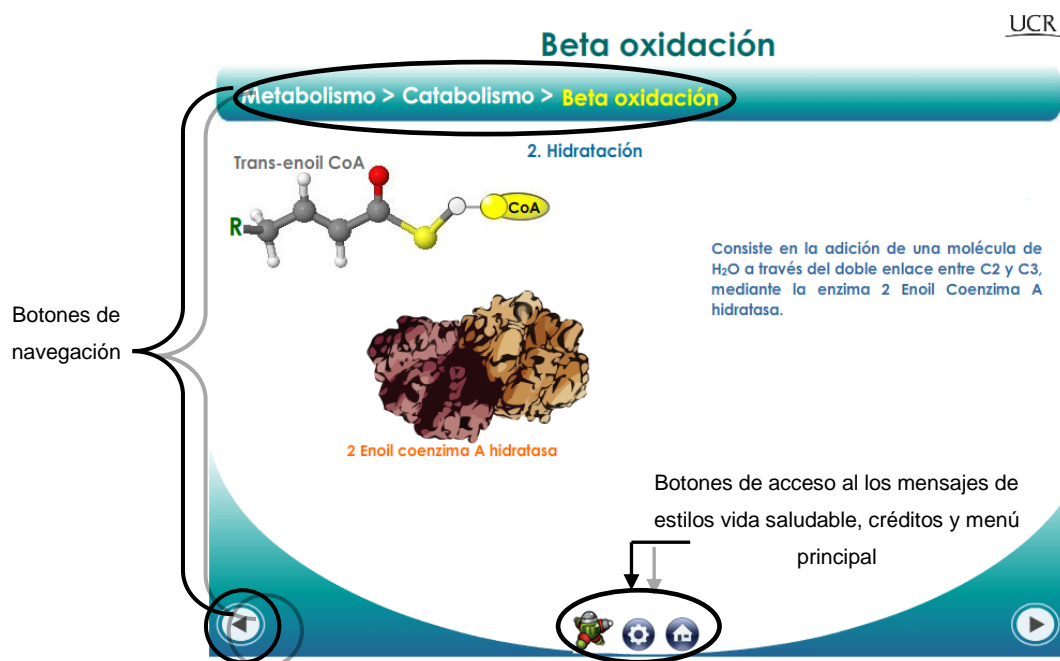 UCR
Beta oxidación
Metabolismo > Catabolismo > Beta oxidación
2. Hidratación
Trans-enoil CoA
R
CoA
Consiste en la adición de una molécula de
H₂O a través del doble enlace entre C2 y C3,
mediante la enzima 2 Enoil Coenzima A
hidratasa.
Botones de
navegación
2 Enoil coenzima A hidratasa
Botones de acceso al los mensajes de
estilos vida saludable, créditos y menú
principal